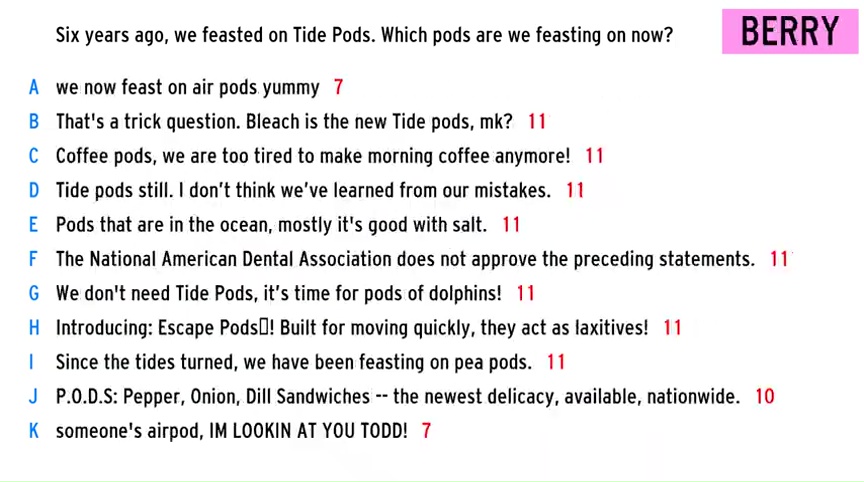 Six years ago, we feasted on Tide Pods. Which pods are we feasting on now?
BERRY
A we now feast on air pods yummy 7
B That's a trick question. Bleach is the new Tide pods, mk? 11
C Coffee pods, we are too tired to make morning coffee anymore! 11
D Tide pods still. I don’t think we’ve learned from our mistakes. 11
E Pods that are in the ocean, mostly it's good with salt. 11
F The National American Dental Association does not approve the preceding statements. 11
G We don't need Tide Pods, it’s time for pods of dolphins! 11
H Introducing: Escape Pods▯! Built for moving quickly, they act as laxitives! 11
I Since the tides turned, we have been feasting on pea pods. 11
J P.O.D.S: Pepper, Onion, Dill Sandwiches -- the newest delicacy, available, nationwide. 10
K someone's airpod, IM LOOKIN AT YOU TODD! 7